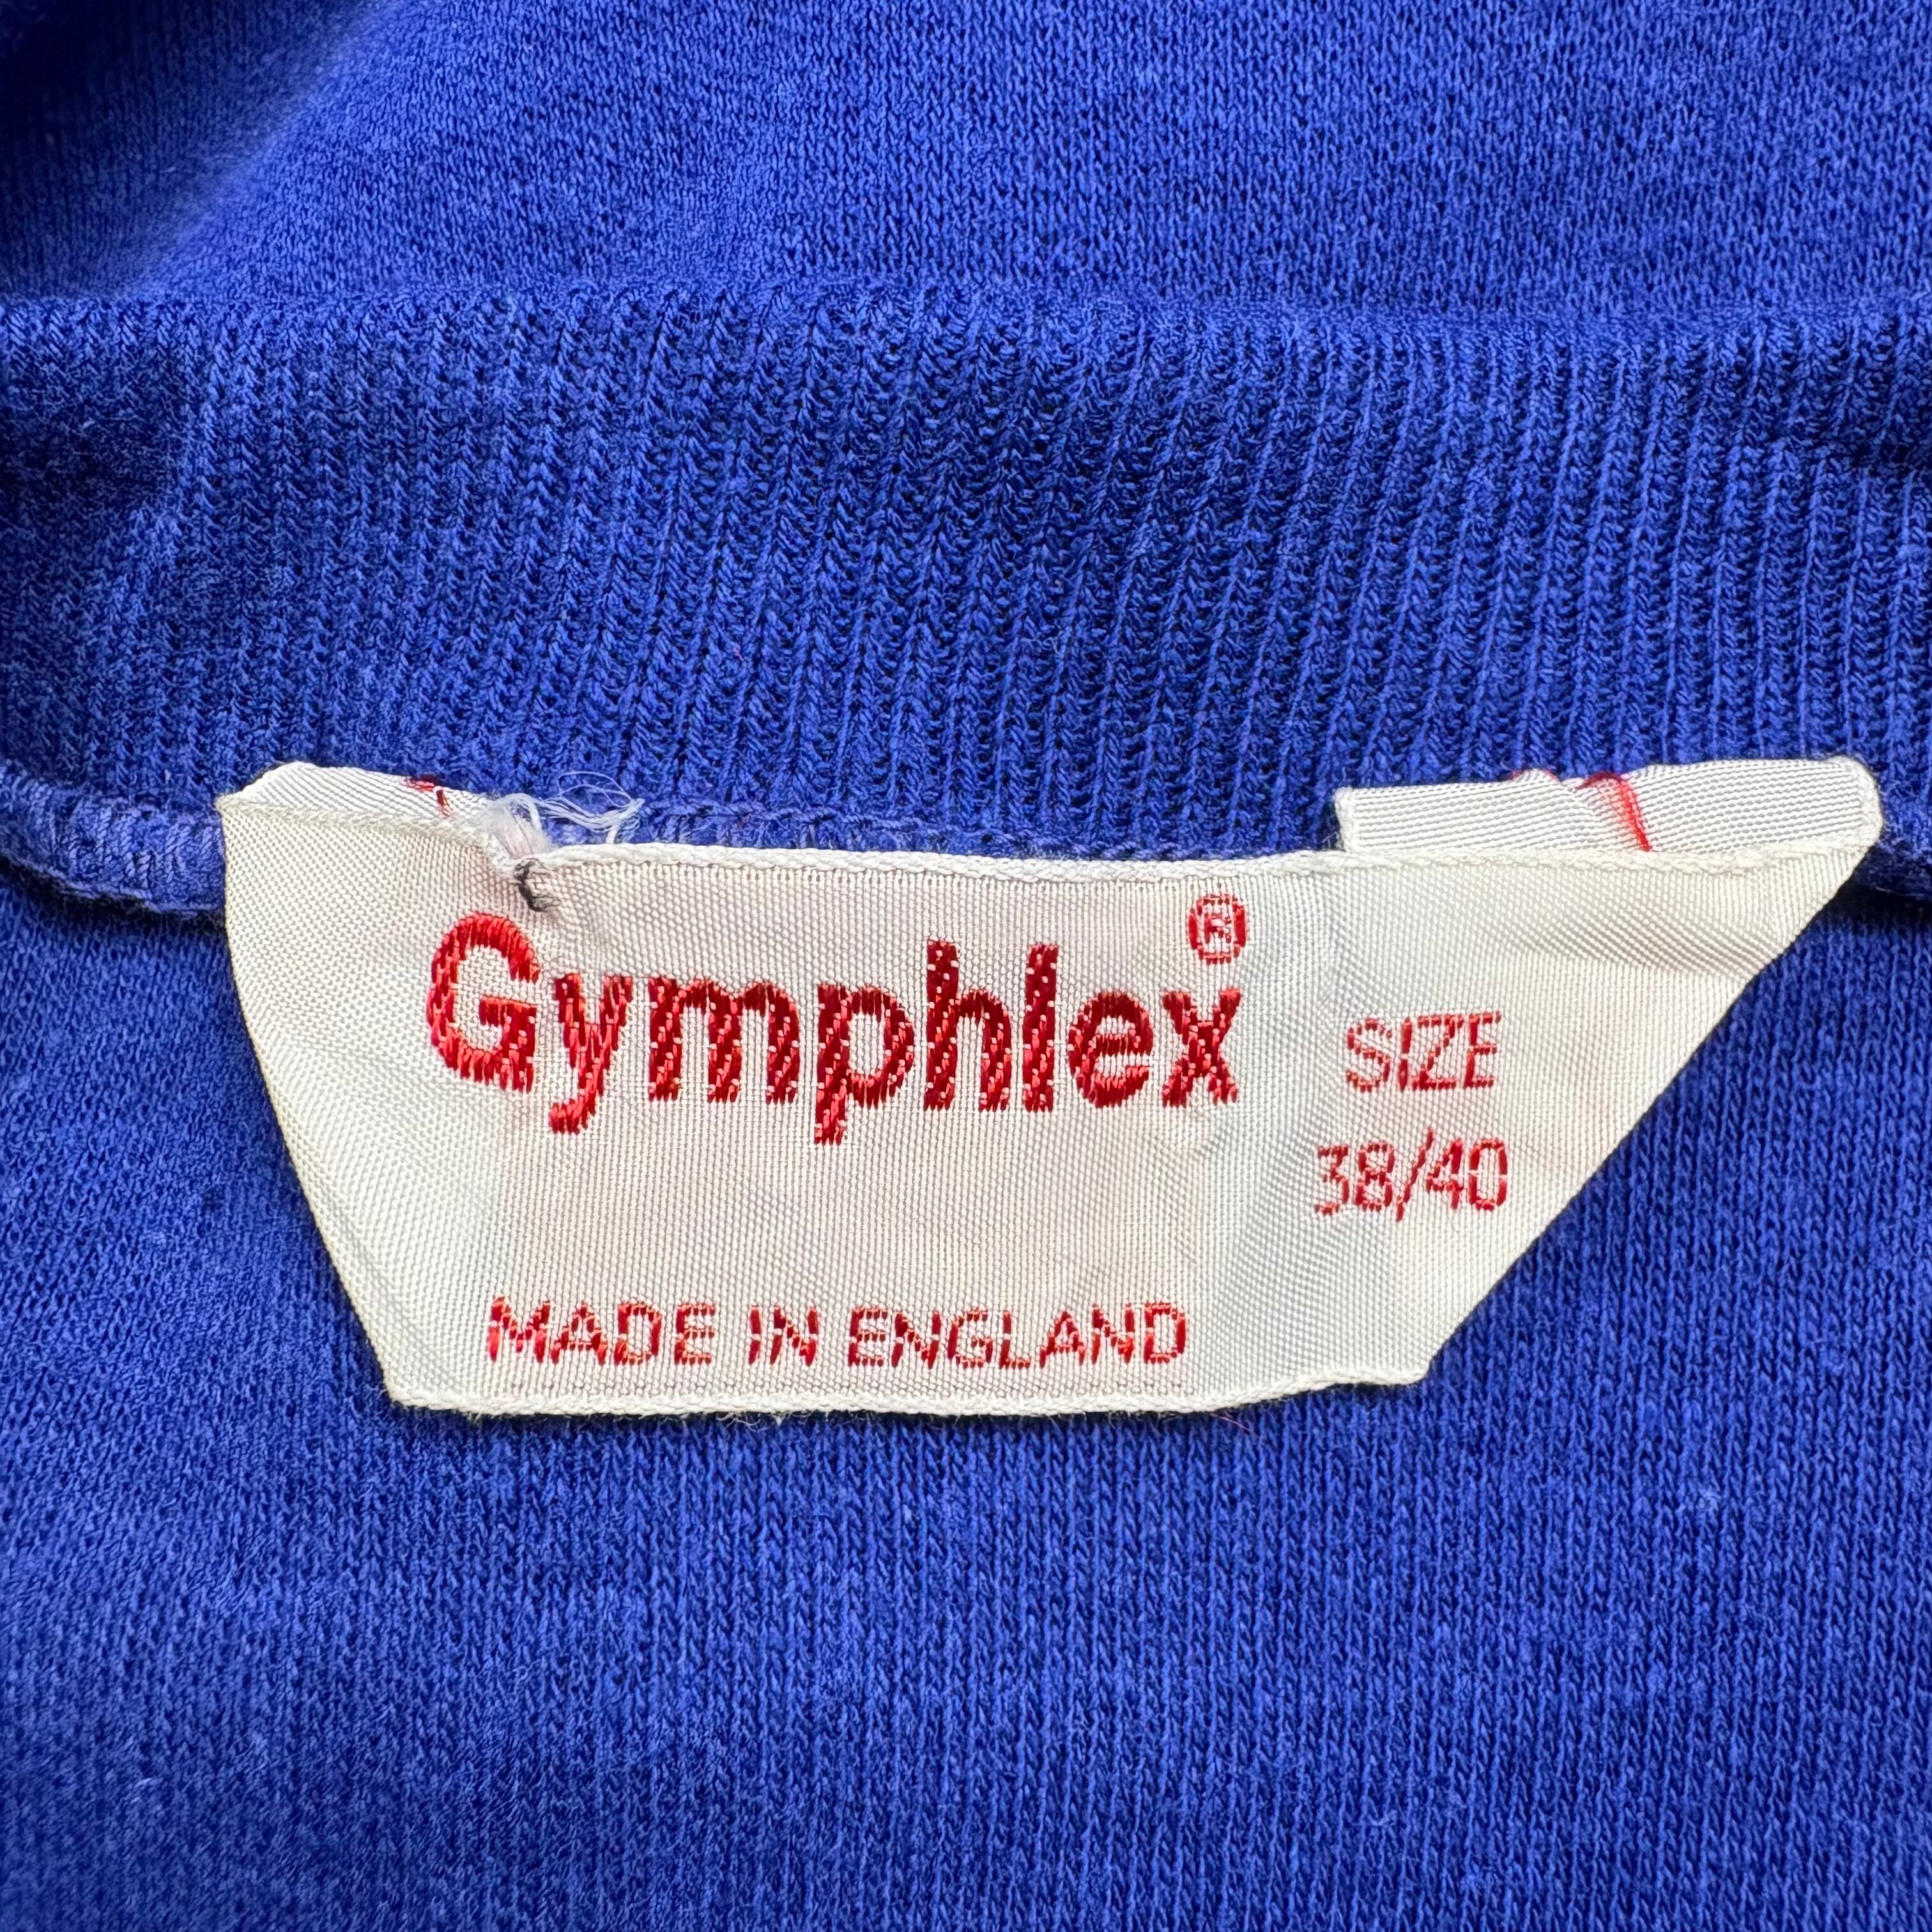 Gymphlex®
SIZE
38/40
MADE IN ENGLAND